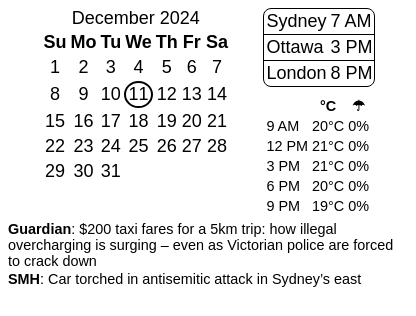 December 2024
Su Mo Tu We Th Fr Sa
1 2 3 4 5 6 7
8 9 10 11 12 13 14
15 16 17 18 19 20 21
22 23 24 25 26 27 28
29 30 31
Sydney 7 AM
Ottawa 3 PM
London 8 PM
°C ☂
9 AM 20°C 0%
12 PM 21°C 0%
3 PM 21°C 0%
6 PM 20°C 0%
9 PM 19°C 0%
Guardian: $200 taxi fares for a 5km trip: how illegal
overcharging is surging – even as Victorian police are forced
to crack down
SMH: Car torched in antisemitic attack in Sydney’s east